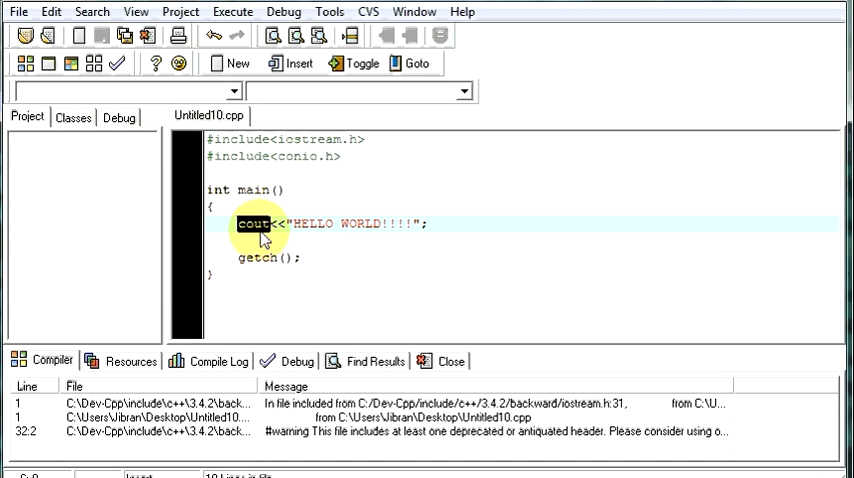 File Edit Search View Project Execute Debug Tools CVS Window Help
New Insert Toggle Goto
Project Classes Debug Untitled10.cpp
#include<iostream.h>
#include<conio.h>
int main()
{
cout<<"HELLO WORLD!!!!";
getch();
}
Compiler Resources Compile Log Debug Find Results Close
Line File Message
1 C:\Dev-Cpp\include\c++\3.4.2\back... In file included from C:/Dev-Cpp/include/c++/3.4.2/backward/iostream.h:31, from C:\U...
1 C:\Users\Jibran\Desktop\Untitled10.... from C:\Users\Jibran\Desktop\Untitled10.cpp
32:2 C:\Dev-Cpp\include\c++\3.4.2\back... #warning This file includes at least one deprecated or antiquated header. Please consider using o...